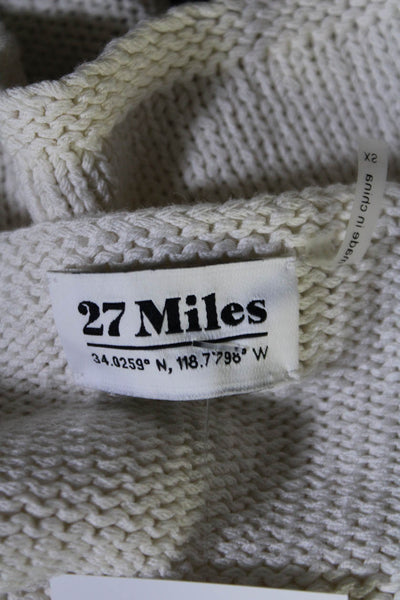 27 Miles
34.0259° N, 118.7798° W
XS
made in china